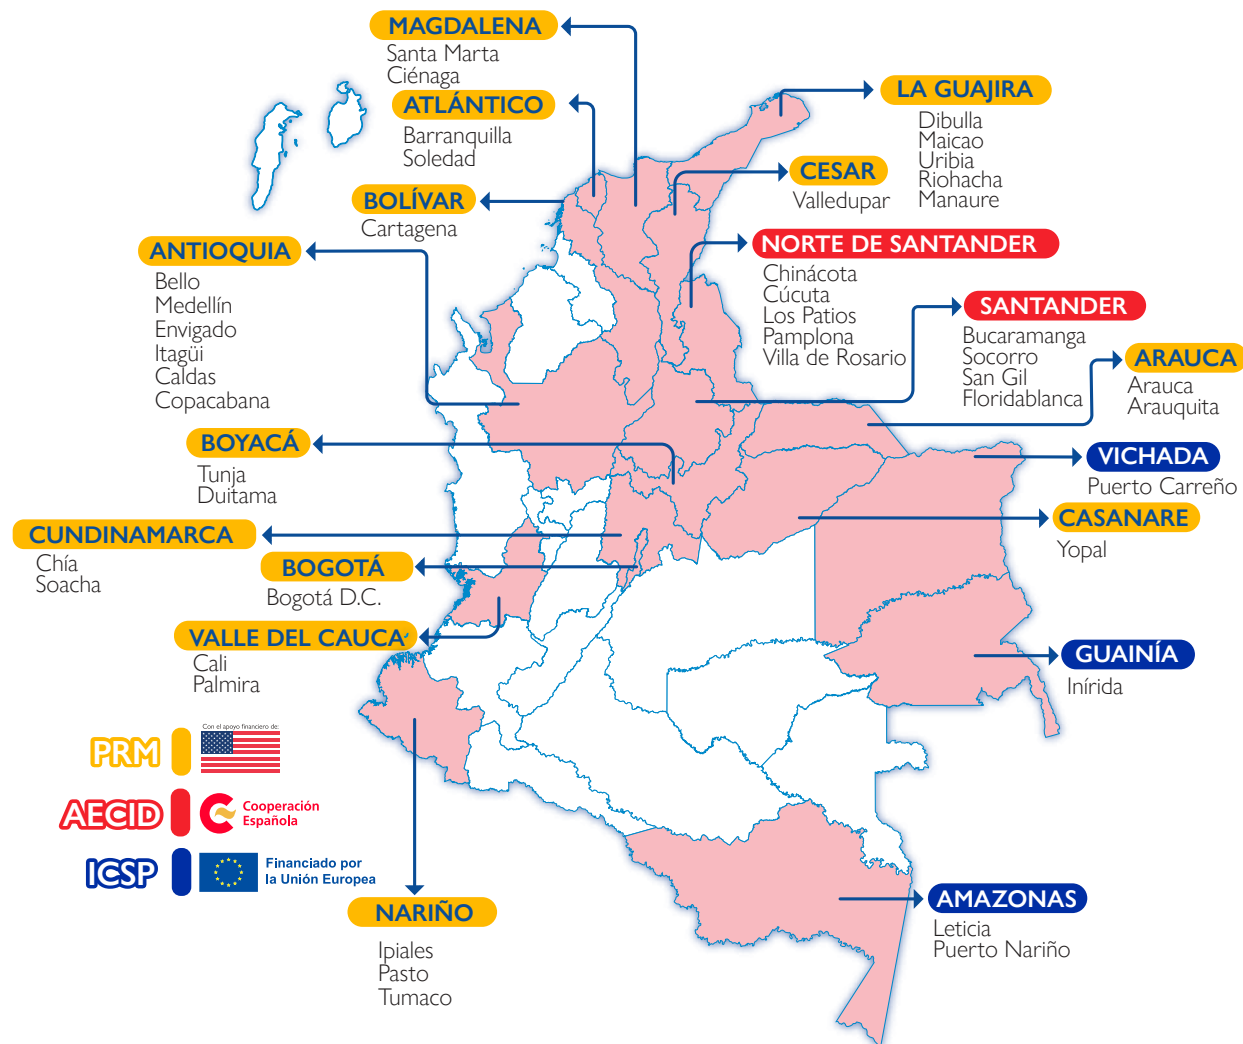 MAGDALENA
Santa Marta
Ciénaga
ATLÁNTICO
Barranquilla
Soledad
BOLÍVAR
Cartagena
ANTIOQUIA
Bello
Medellín
Envigado
Itagüi
Caldas
Copacabana
BOYACÁ
Tunja
Duitama
CUNDINAMARCA
Chía
Soacha
BOGOTÁ
Bogotá D.C.
VALLE DEL CAUCA
Cali
Palmira
LA GUAJIRA
Dibulla
Maicao
Uribia
Riohacha
Manaure
CESAR
Valledupar
NORTE DE SANTANDER
Chinácota
Cúcuta
Los Patios
Pamplona
Villa de Rosario
SANTANDER
Bucaramanga
Socorro
San Gil
Floridablanca
ARAUCA
Arauca
Arauquita
VICHADA
Puerto Carreño
CASANARE
Yopal
GUAINÍA
Inírida
AMAZONAS
Leticia
Puerto Nariño
NARIÑO
Ipiales
Pasto
Tumaco
PRM
Con el apoyo financiero de:
AECID
Cooperación
Española
ICSP
Financiado por
la Unión Europea